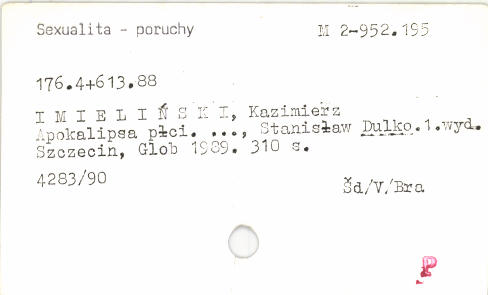 Sexualita - poruchy M 2-952.195
176.4+613.88
I M I E L I Ń S K I, Kazimierz
Apokalipsa płci. ..., Stanisław Dulko.1.wyd.
Szczecin, Glob 1989. 310 s.
4283/90
Šd/V/Bra
P